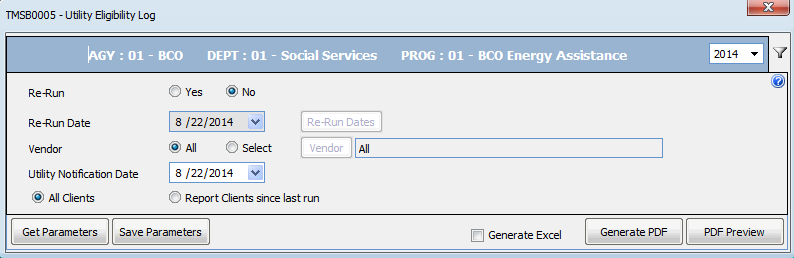 TMSB0005 - Utility Eligibility Log
AGY : 01 - BCO DEPT : 01 - Social Services PROG : 01 - BCO Energy Assistance 2014
Re-Run Yes No
Re-Run Date 8 /22/2014 Re-Run Dates
Vendor All Select Vendor All
Utility Notification Date 8 /22/2014
All Clients Report Clients since last run
Get Parameters Save Parameters Generate Excel Generate PDF PDF Preview